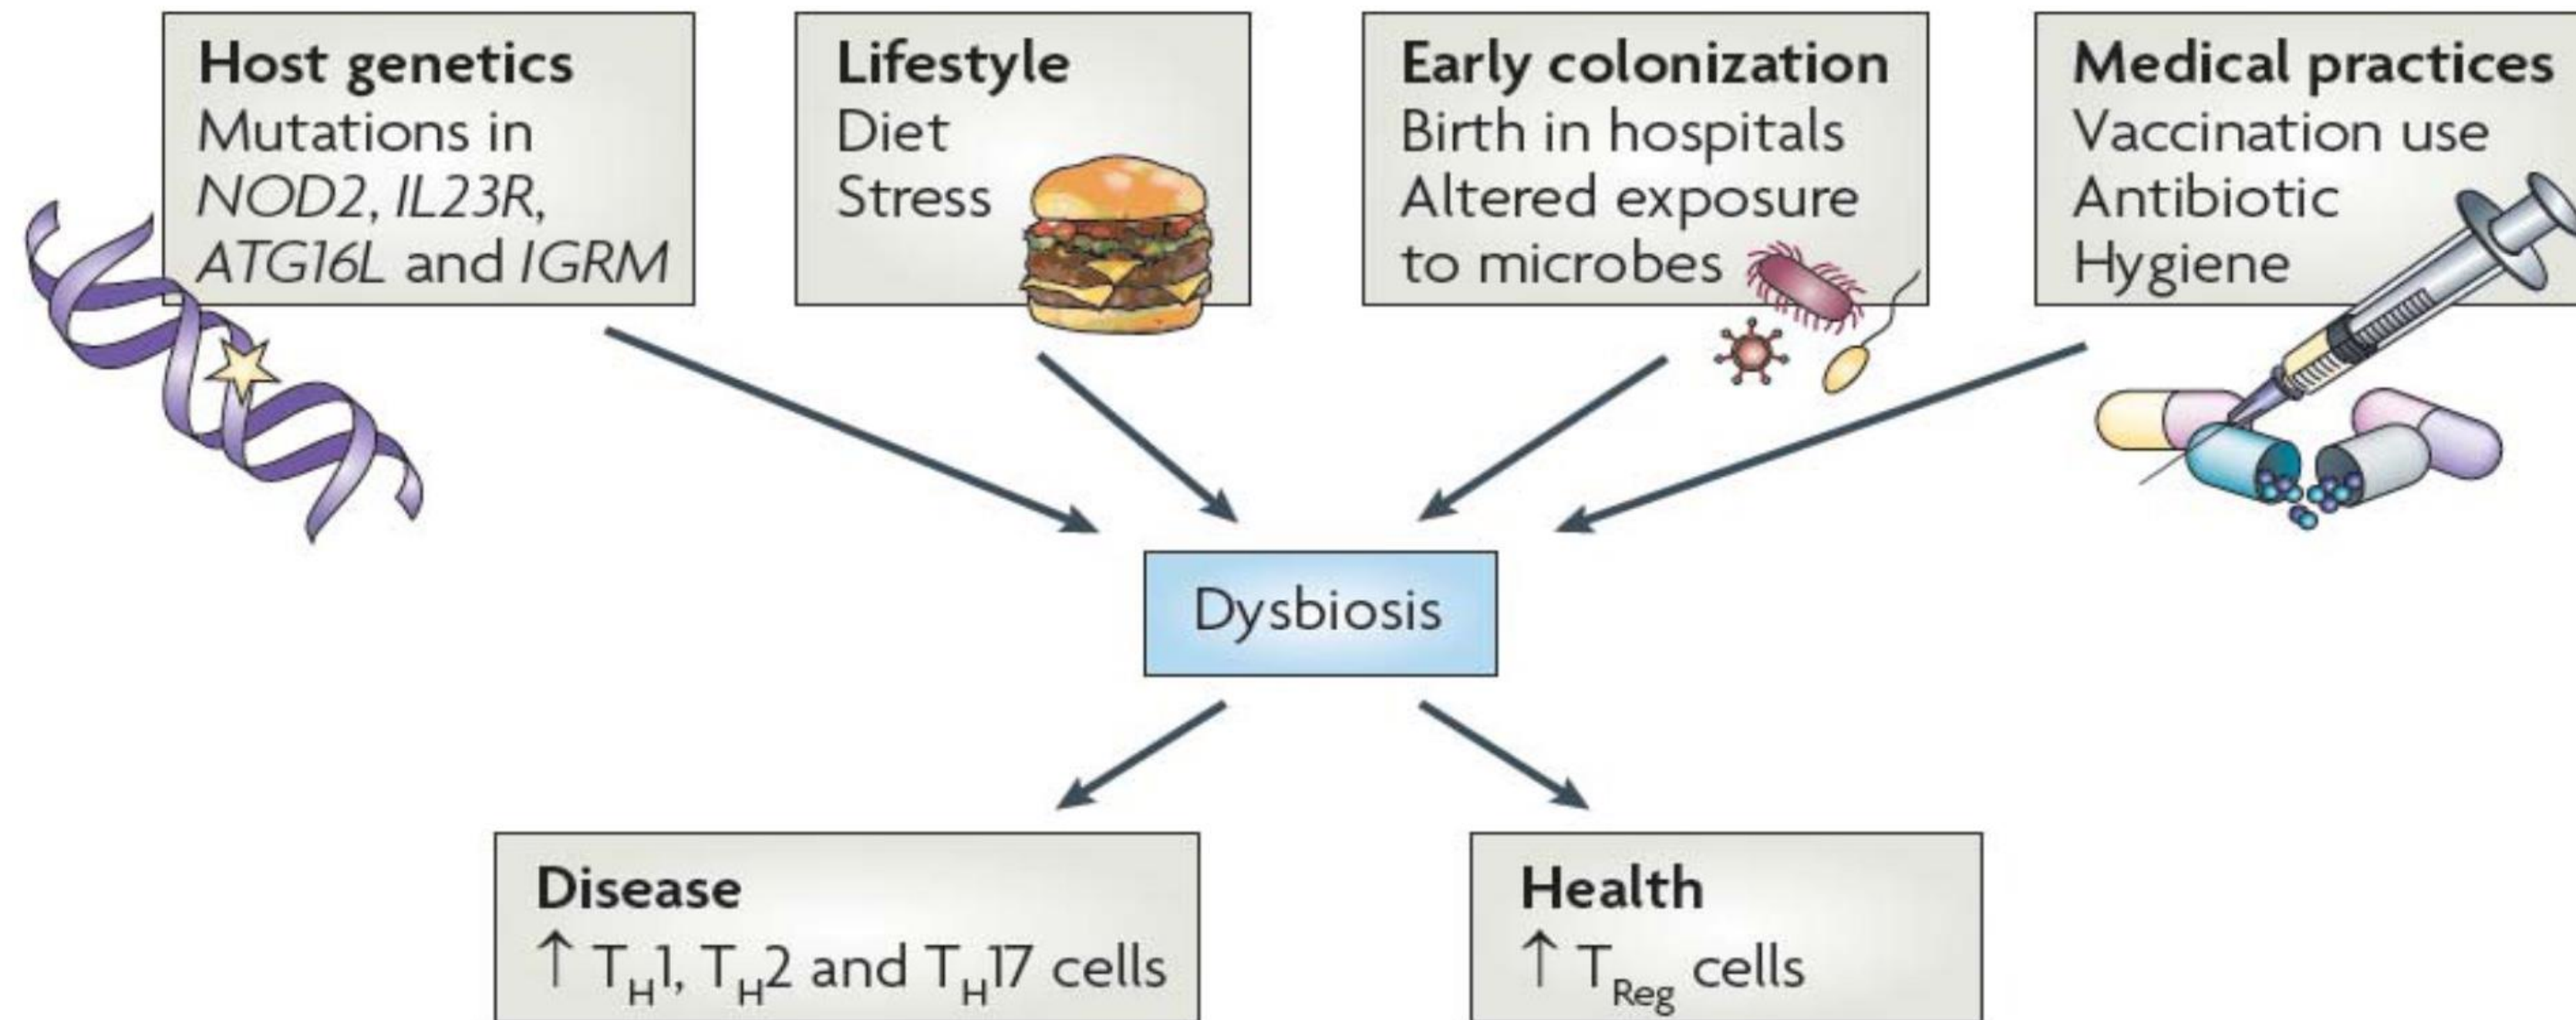 Host genetics
Mutations in
NOD2, IL23R,
ATG16L and IGRM
Lifestyle
Diet
Stress
Early colonization
Birth in hospitals
Altered exposure
to microbes
Medical practices
Vaccination use
Antibiotic
Hygiene
Dysbiosis
Disease
↑ TH1, TH2 and TH17 cells
Health
↑ TReg cells